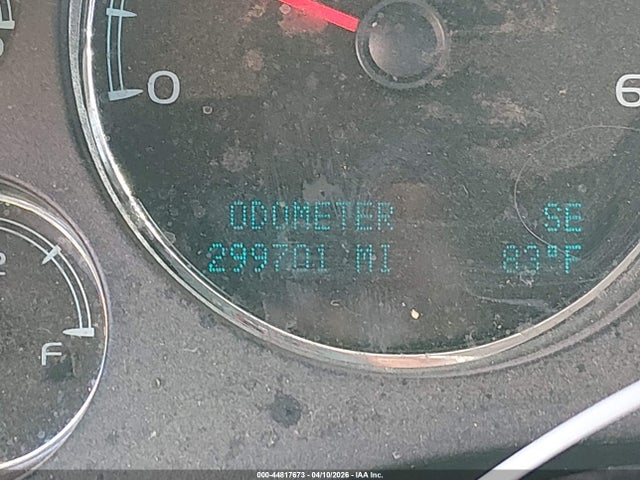 0
6
ODOMETER SE
299701 MI 83°F
F
000-44817673 - 04/10/2026 - IAA Inc.